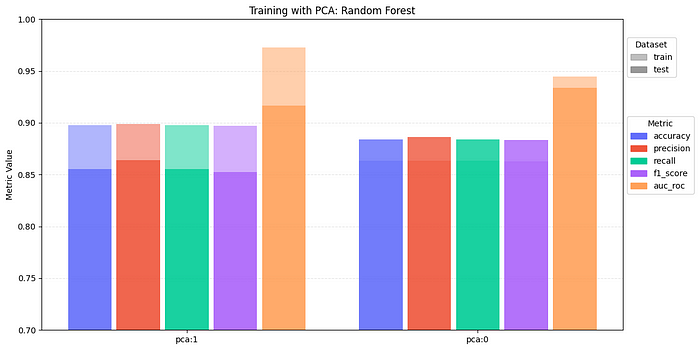 Training with PCA: Random Forest
1.00
0.95
0.90
0.85
0.80
0.75
0.70
Metric Value
pca:1
pca:0
Dataset
train
test
Metric
accuracy
precision
recall
f1_score
auc_roc